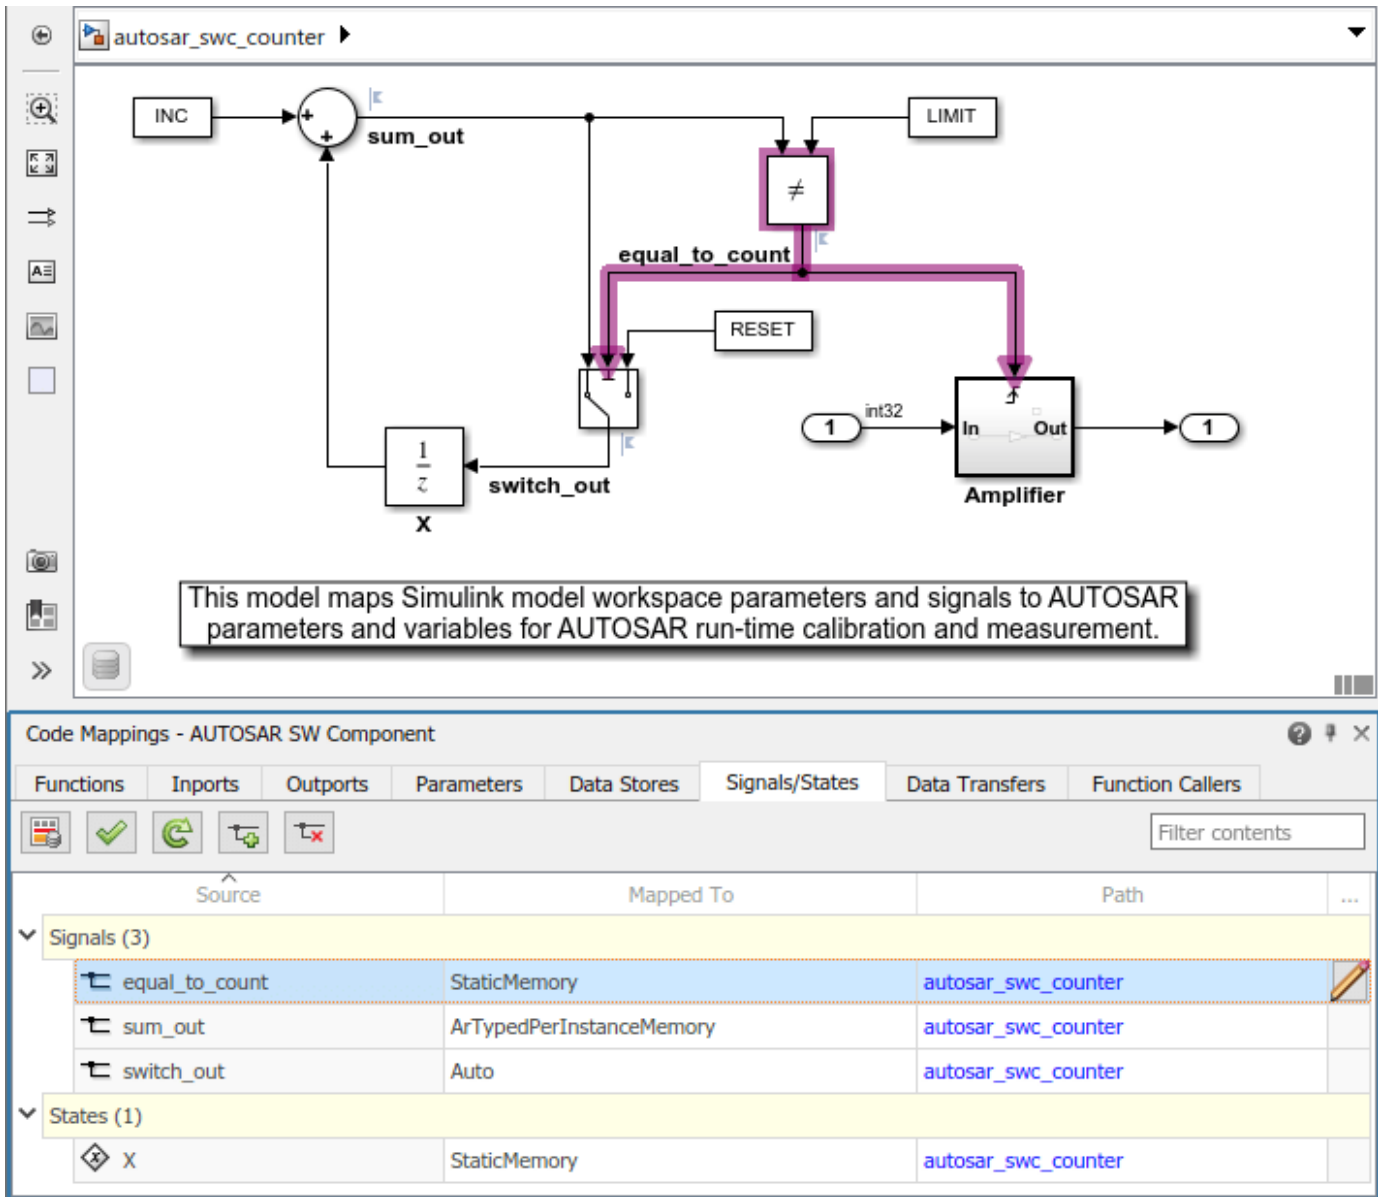 autosar_swc_counter
INC
sum_out
LIMIT
≠
equal_to_count
RESET
1
int32
In
Out
1
Amplifier
1
z
switch_out
X
This model maps Simulink model workspace parameters and signals to AUTOSAR
parameters and variables for AUTOSAR run-time calibration and measurement.
Code Mappings - AUTOSAR SW Component
Functions Inports Outports Parameters Data Stores Signals/States Data Transfers Function Callers
Filter contents
Source Mapped To Path ...
Signals (3)
equal_to_count StaticMemory autosar_swc_counter
sum_out ArTypedPerInstanceMemory autosar_swc_counter
switch_out Auto autosar_swc_counter
States (1)
X StaticMemory autosar_swc_counter